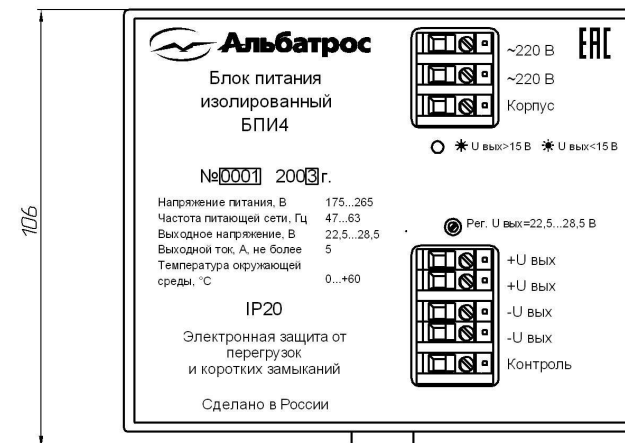 Альбатрос
Блок питания
изолированный
БПИ4
№0001 2003г.
Напряжение питания, В 175...265
Частота питающей сети, Гц 47...63
Выходное напряжение, В 22,5...28,5
Выходной ток, А, не более 5
Температура окружающей
среды, °С 0...+60
IP20
Электронная защита от
перегрузок
и коротких замыканий
Сделано в России
~220 В
~220 В
Корпус
EAC
U вых>15 В U вых<15 В
Рег. U вых=22,5...28,5 В
+U вых
+U вых
-U вых
-U вых
Контроль
106